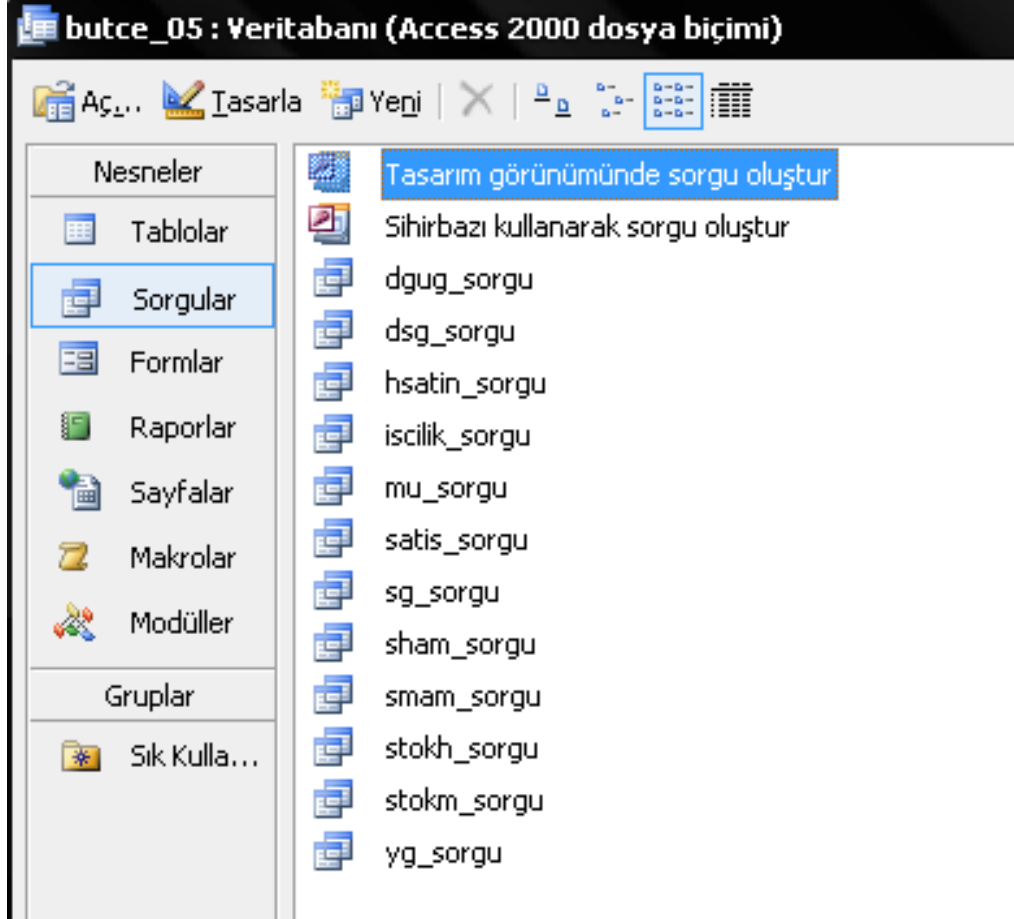 butce_05 : Veritabanı (Access 2000 dosya biçimi)
Aç... Tasarla Yeni
Nesneler
Tablolar
Sorgular
Formlar
Raporlar
Sayfalar
Makrolar
Modüller
Gruplar
Sık Kulla...
Tasarım görünümünde sorgu oluştur
Sihirbazı kullanarak sorgu oluştur
dgug_sorgu
dsg_sorgu
hsatin_sorgu
iscilik_sorgu
mu_sorgu
satis_sorgu
sg_sorgu
sham_sorgu
smam_sorgu
stokh_sorgu
stokm_sorgu
yg_sorgu